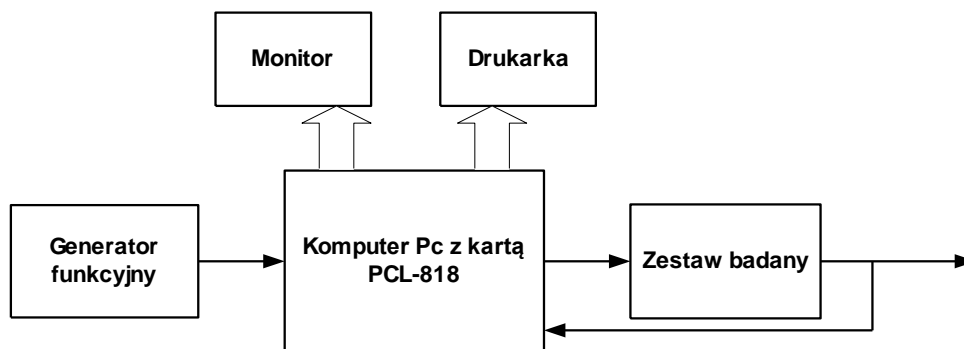 Monitor
Drukarka
Generator
funkcyjny
Komputer Pc z kartą
PCL-818
Zestaw badany